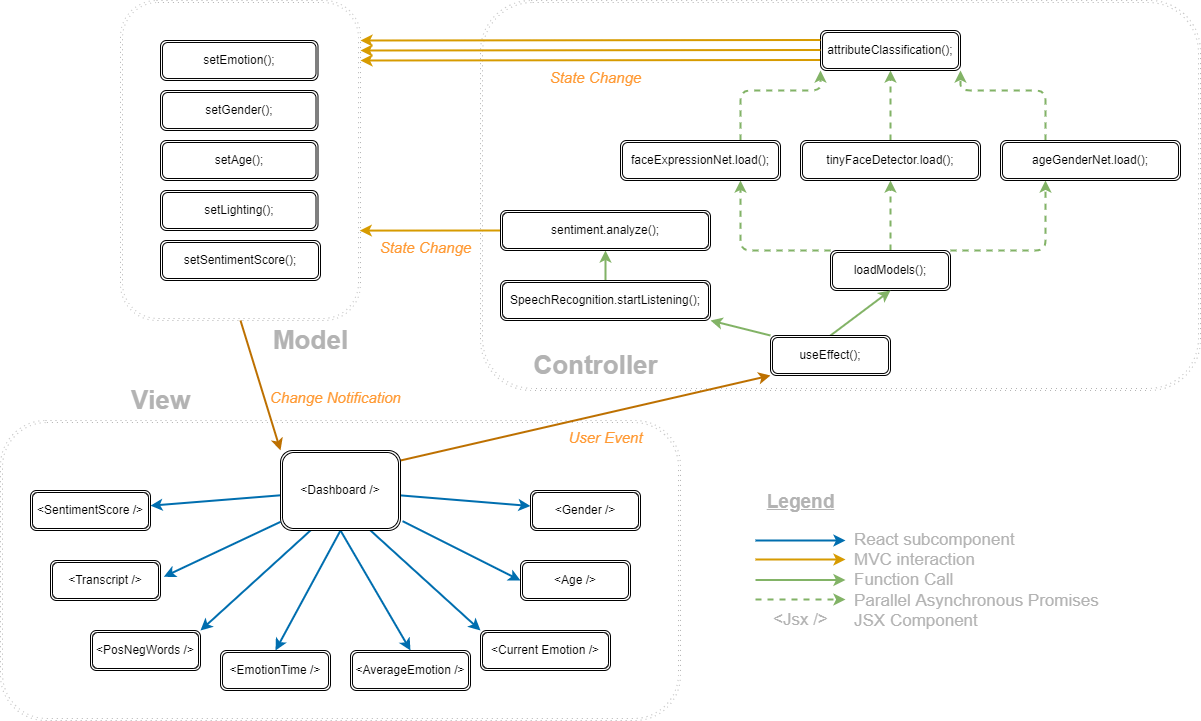 setEmotion();
setGender();
setAge();
setLighting();
setSentimentScore();
Model
attributeClassification();
State Change
faceExpressionNet.load();
tinyFaceDetector.load();
ageGenderNet.load();
sentiment.analyze();
State Change
loadModels();
SpeechRecognition.startListening();
useEffect();
Controller
Change Notification
User Event
View
<Dashboard />
<SentimentScore />
<Gender />
<Transcript />
<Age />
<PosNegWords />
<EmotionTime />
<AverageEmotion />
<Current Emotion />
Legend
React subcomponent
MVC interaction
Function Call
Parallel Asynchronous Promises
<Jsx /> JSX Component